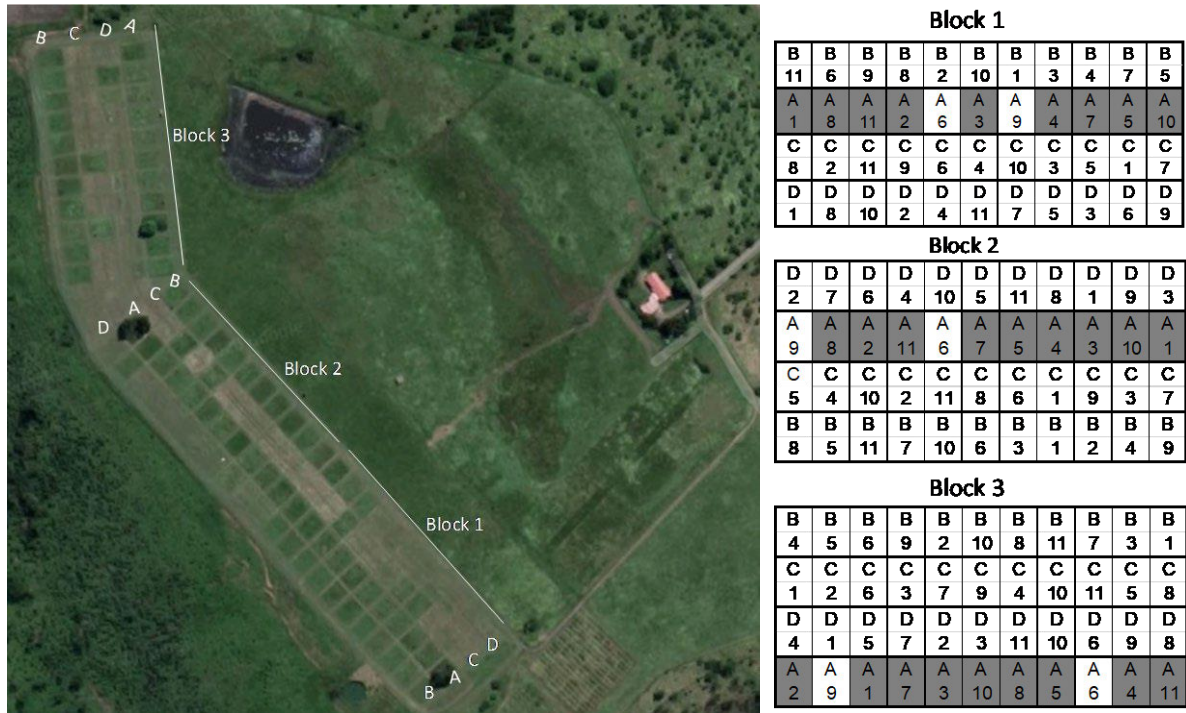 B C D A
Block 3
B
C
A
D
Block 2
Block 1
D
C
A
B
Block 1
B B B B B B B B B B B
11 6 9 8 2 10 1 3 4 7 5
A A A A A A A A A A A
1 8 11 2 6 3 9 4 7 5 10
C C C C C C C C C C C
8 2 11 9 6 4 10 3 5 1 7
D D D D D D D D D D D
1 8 10 2 4 11 7 5 3 6 9
Block 2
D D D D D D D D D D D
2 7 6 4 10 5 11 8 1 9 3
A A A A A A A A A A A
9 8 2 11 6 7 5 4 3 10 1
C C C C C C C C C C C
5 4 10 2 11 8 6 1 9 3 7
B B B B B B B B B B B
8 5 11 7 10 6 3 1 2 4 9
Block 3
B B B B B B B B B B B
4 5 6 9 2 10 8 11 7 3 1
C C C C C C C C C C C
1 2 6 3 7 9 4 10 11 5 8
D D D D D D D D D D D
4 1 5 7 2 3 11 10 6 9 8
A A A A A A A A A A A
2 9 1 7 3 10 8 5 6 4 11